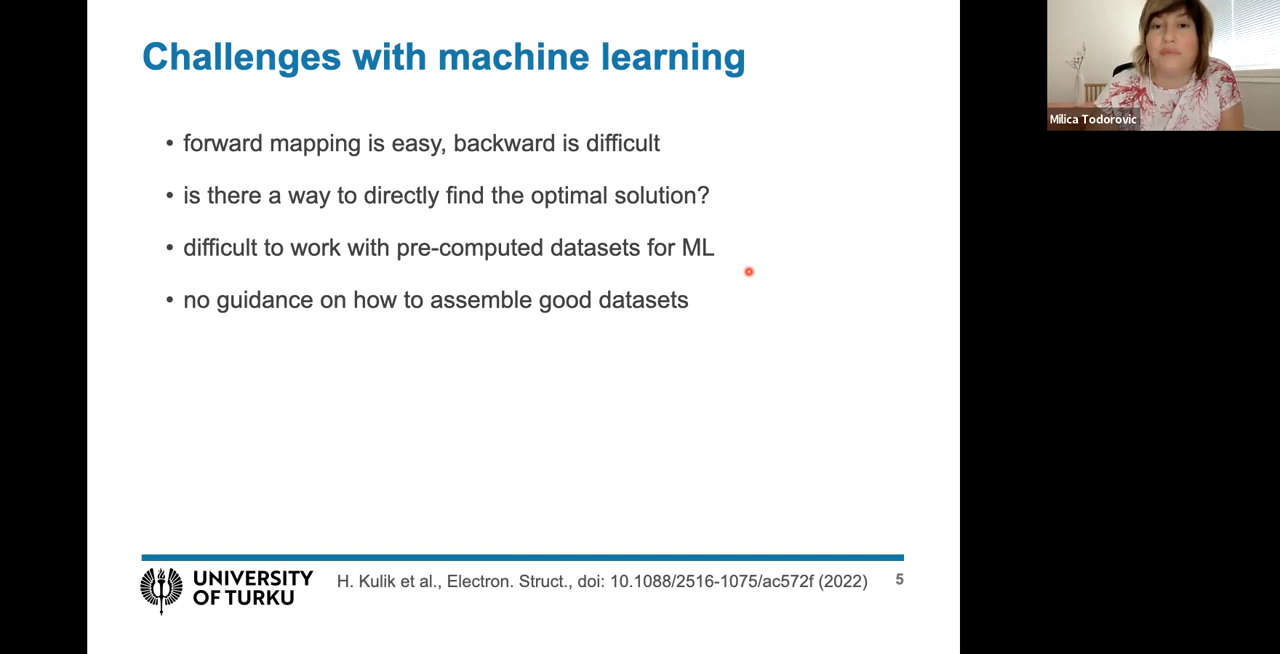 Challenges with machine learning
• forward mapping is easy, backward is difficult
• is there a way to directly find the optimal solution?
• difficult to work with pre-computed datasets for ML
• no guidance on how to assemble good datasets
UNIVERSITY
OF TURKU
H. Kulik et al., Electron. Struct., doi: 10.1088/2516-1075/ac572f (2022)
5
Milica Todorovic